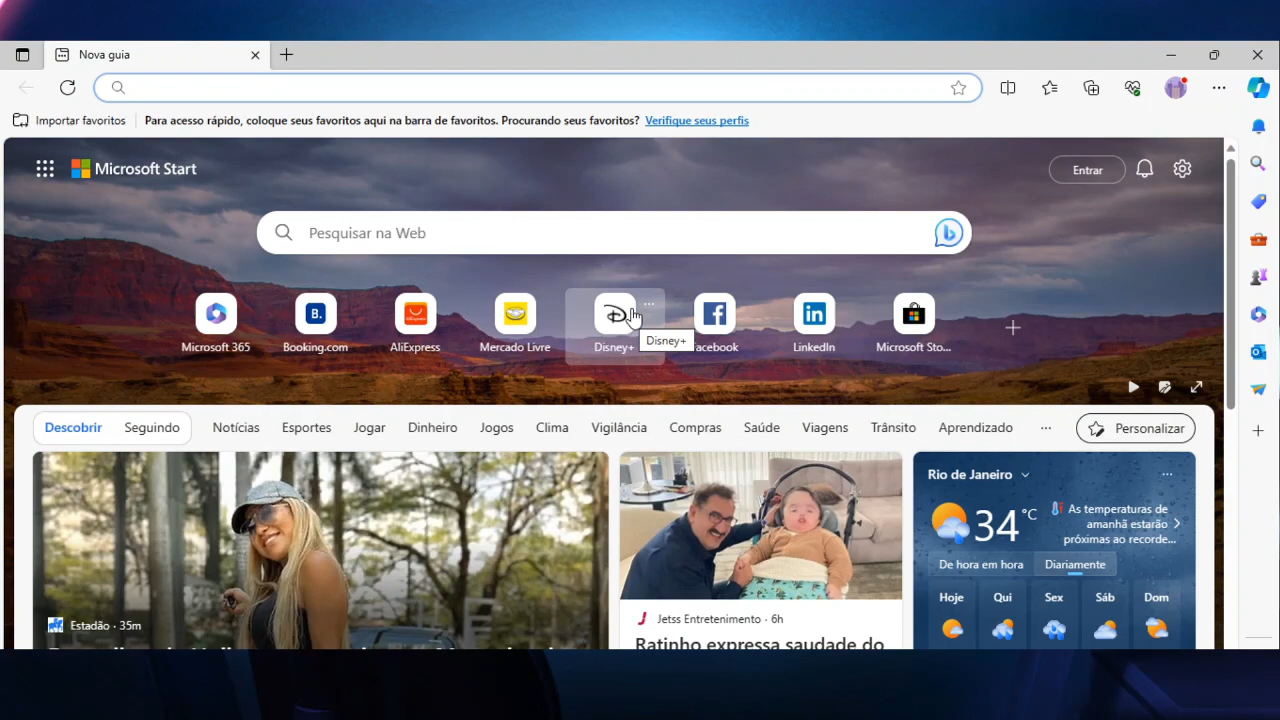 Nova guia
Importar favoritos
Para acesso rápido, coloque seus favoritos aqui na barra de favoritos. Procurando seus favoritos? Verifique seus perfis
Microsoft Start
Entrar
Pesquisar na Web
Microsoft 365
B.
Booking.com
AliExpress
AliExpress
Mercado Livre
Disney+
Disney+
acebook
LinkedIn
Microsoft Sto...
Descobrir
Seguindo
Notícias
Esportes
Jogar
Dinheiro
Jogos
Clima
Vigilância
Compras
Saúde
Viagens
Trânsito
Aprendizado
Personalizar
Estadão · 35m
Jetss Entretenimento · 6h
Ratinho expressa saudade do
Rio de Janeiro
34 °C
As temperaturas de
amanhã estarão
próximas ao recorde...
De hora em hora
Diariamente
Hoje
Qui
Sex
Sáb
Dom